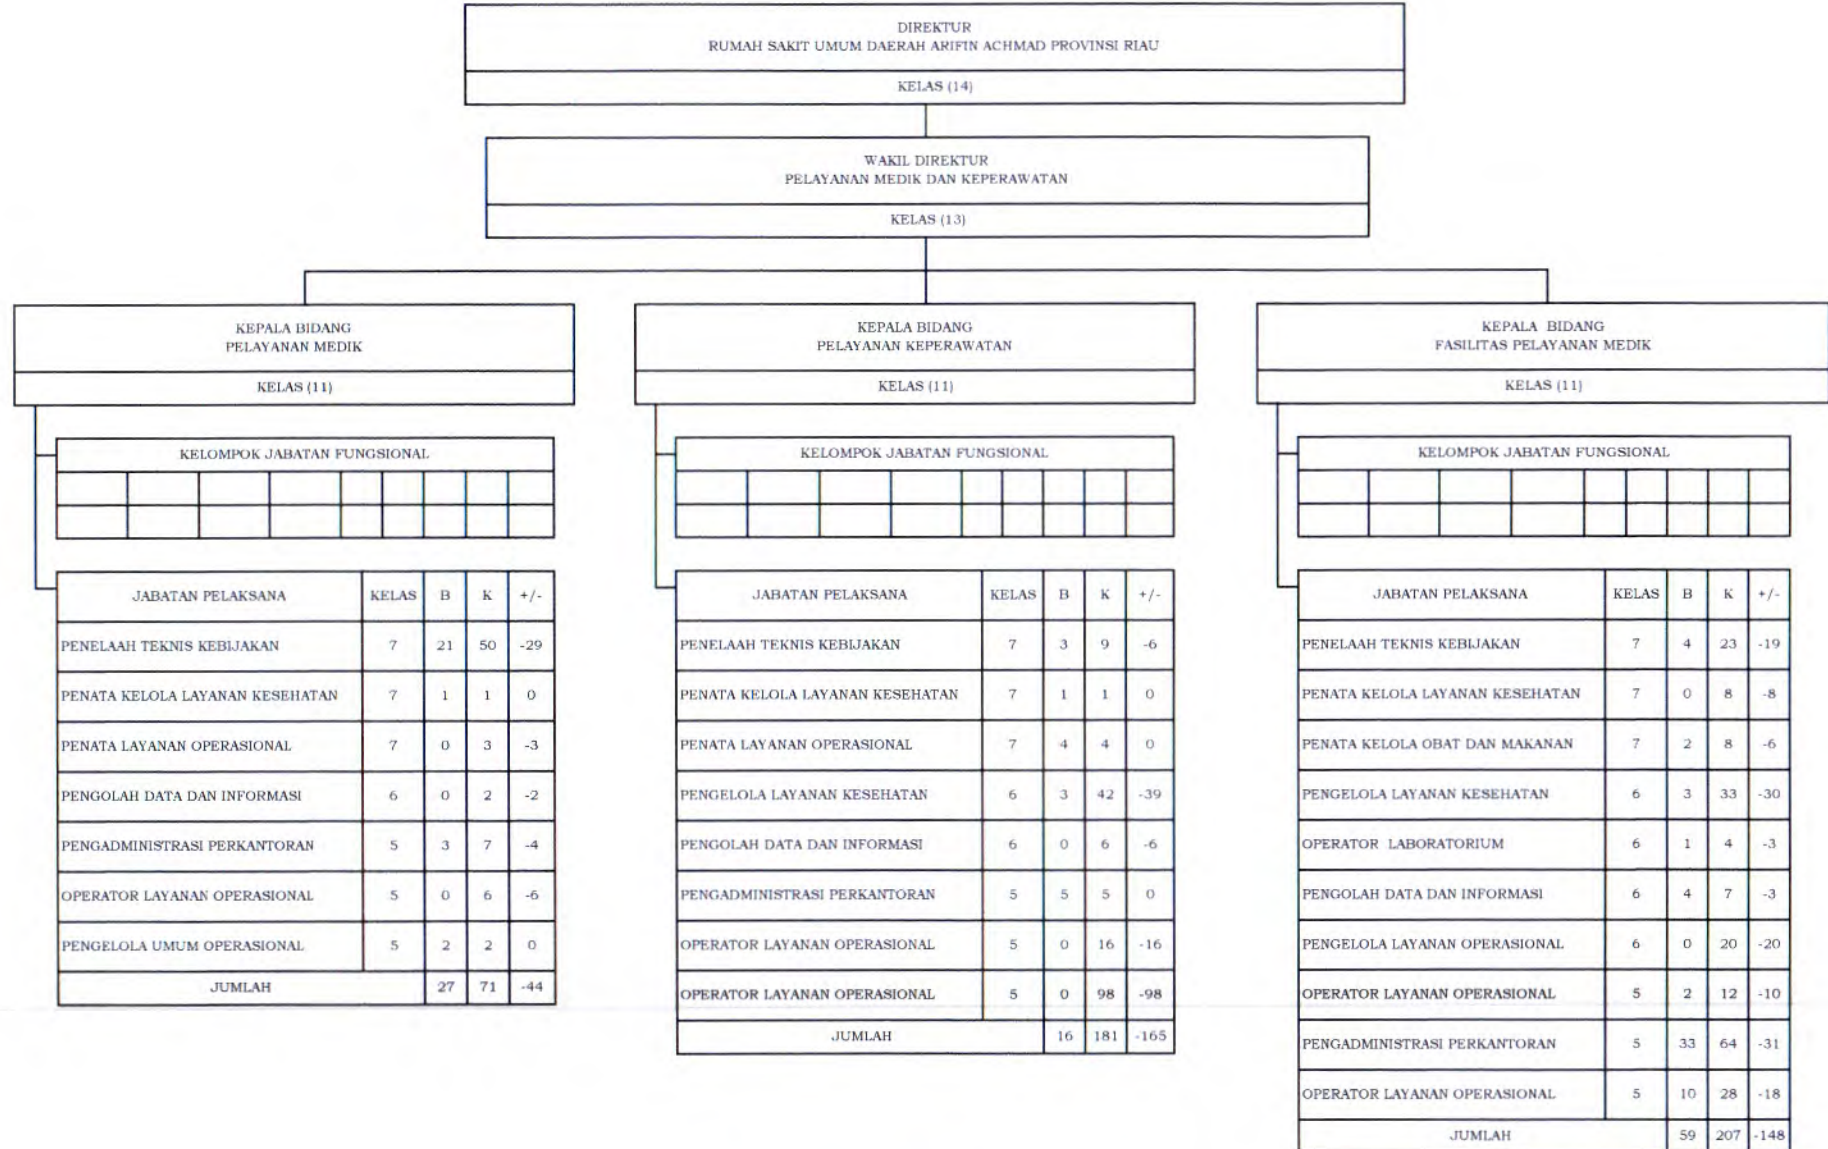 DIREKTUR
RUMAH SAKIT UMUM DAERAH ARIFIN ACHMAD PROVINSI RIAU
KELAS (14)
WAKIL DIREKTUR
PELAYANAN MEDIK DAN KEPERAWATAN
KELAS (13)
KEPALA BIDANG
PELAYANAN MEDIK
KELAS (11)
KELOMPOK JABATAN FUNGSIONAL
JABATAN PELAKSANA KELAS B K +/-
PENELAAH TEKNIS KEBIJAKAN 7 21 50 -29
PENATA KELOLA LAYANAN KESEHATAN 7 1 1 0
PENATA LAYANAN OPERASIONAL 7 0 3 -3
PENGOLAH DATA DAN INFORMASI 6 0 2 -2
PENGADMINISTRASI PERKANTORAN 5 3 7 -4
OPERATOR LAYANAN OPERASIONAL 5 0 6 -6
PENGELOLA UMUM OPERASIONAL 5 2 2 0
JUMLAH 27 71 -44
KEPALA BIDANG
PELAYANAN KEPERAWATAN
KELAS (11)
KELOMPOK JABATAN FUNGSIONAL
JABATAN PELAKSANA KELAS B K +/-
PENELAAH TEKNIS KEBIJAKAN 7 3 9 -6
PENATA KELOLA LAYANAN KESEHATAN 7 1 1 0
PENATA LAYANAN OPERASIONAL 7 4 4 0
PENGELOLA LAYANAN KESEHATAN 6 3 42 -39
PENGOLAH DATA DAN INFORMASI 6 0 6 -6
PENGADMINISTRASI PERKANTORAN 5 5 5 0
OPERATOR LAYANAN OPERASIONAL 5 0 16 -16
OPERATOR LAYANAN OPERASIONAL 5 0 98 -98
JUMLAH 16 181 -165
KEPALA BIDANG
FASILITAS PELAYANAN MEDIK
KELAS (11)
KELOMPOK JABATAN FUNGSIONAL
JABATAN PELAKSANA KELAS B K +/-
PENELAAH TEKNIS KEBIJAKAN 7 4 23 -19
PENATA KELOLA LAYANAN KESEHATAN 7 0 8 -8
PENATA KELOLA OBAT DAN MAKANAN 7 2 8 -6
PENGELOLA LAYANAN KESEHATAN 6 3 33 -30
OPERATOR LABORATORIUM 6 1 4 -3
PENGOLAH DATA DAN INFORMASI 6 4 7 -3
PENGELOLA LAYANAN OPERASIONAL 6 0 20 -20
OPERATOR LAYANAN OPERASIONAL 5 2 12 -10
PENGADMINISTRASI PERKANTORAN 5 33 64 -31
OPERATOR LAYANAN OPERASIONAL 5 10 28 -18
JUMLAH 59 207 -148